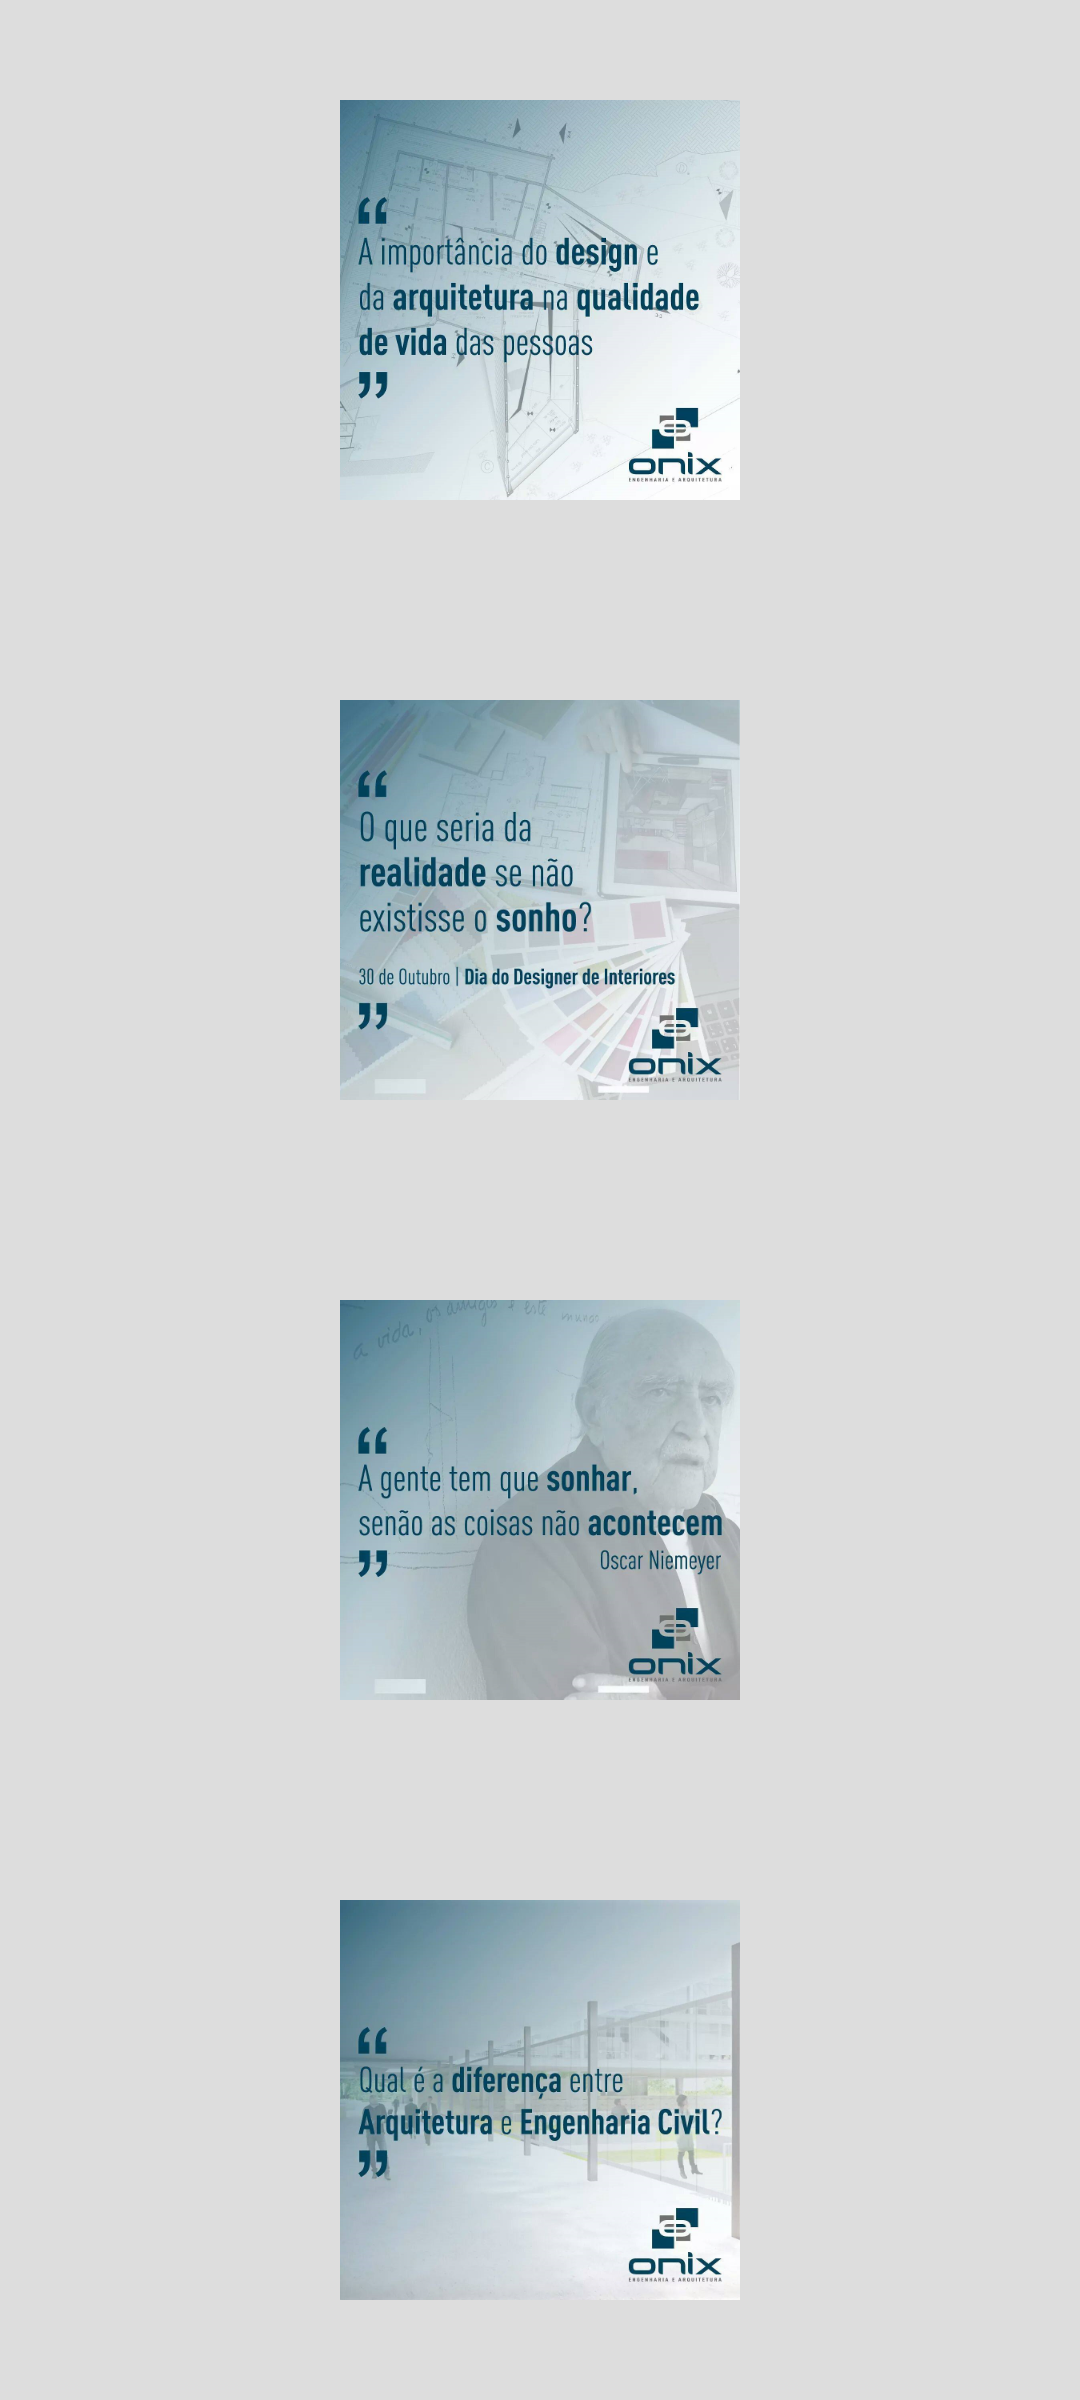 “
A importância do design e
da arquitetura na qualidade
de vida das pessoas
”
onix
ENGENHARIA E ARQUITETURA
“
O que seria da
realidade se não
existisse o sonho?
30 de Outubro | Dia do Designer de Interiores
”
onix
ENGENHARIA E ARQUITETURA
a vida, os amigos e este
“
A gente tem que sonhar,
senão as coisas não acontecem
Oscar Niemeyer
”
onix
ENGENHARIA E ARQUITETURA
“
Qual é a diferença entre
Arquitetura e Engenharia Civil?
”
onix
ENGENHARIA E ARQUITETURA